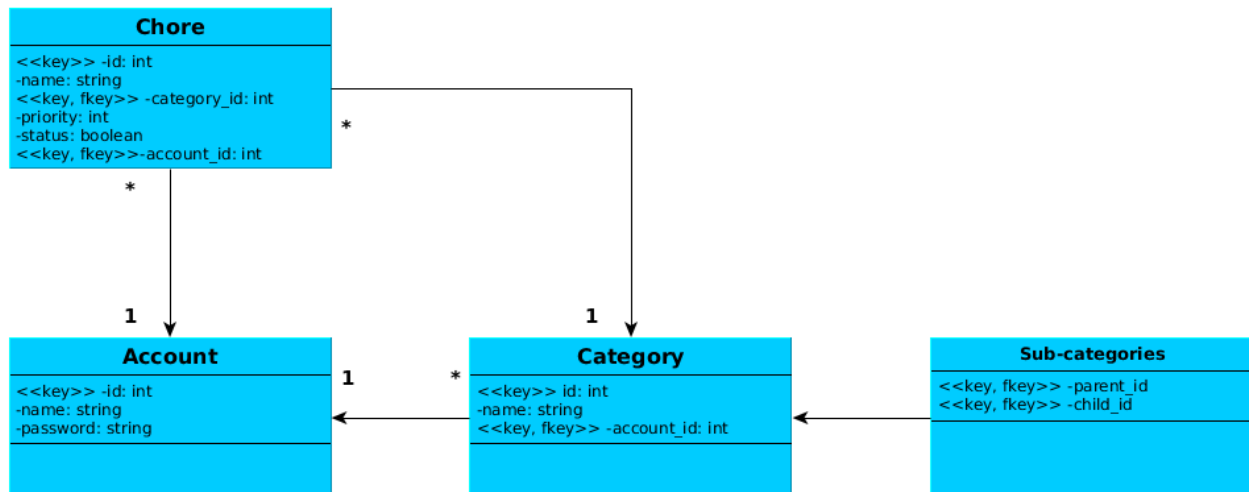 Chore
<<key>> -id: int
-name: string
<<key, fkey>> -category_id: int
-priority: int
-status: boolean
<<key, fkey>>-account_id: int
*
*
1
1
Account
<<key>> -id: int
-name: string
-password: string
1
*
Category
<<key>> id: int
-name: string
<<key, fkey>> -account_id: int
Sub-categories
<<key, fkey>> -parent_id
<<key, fkey>> -child_id